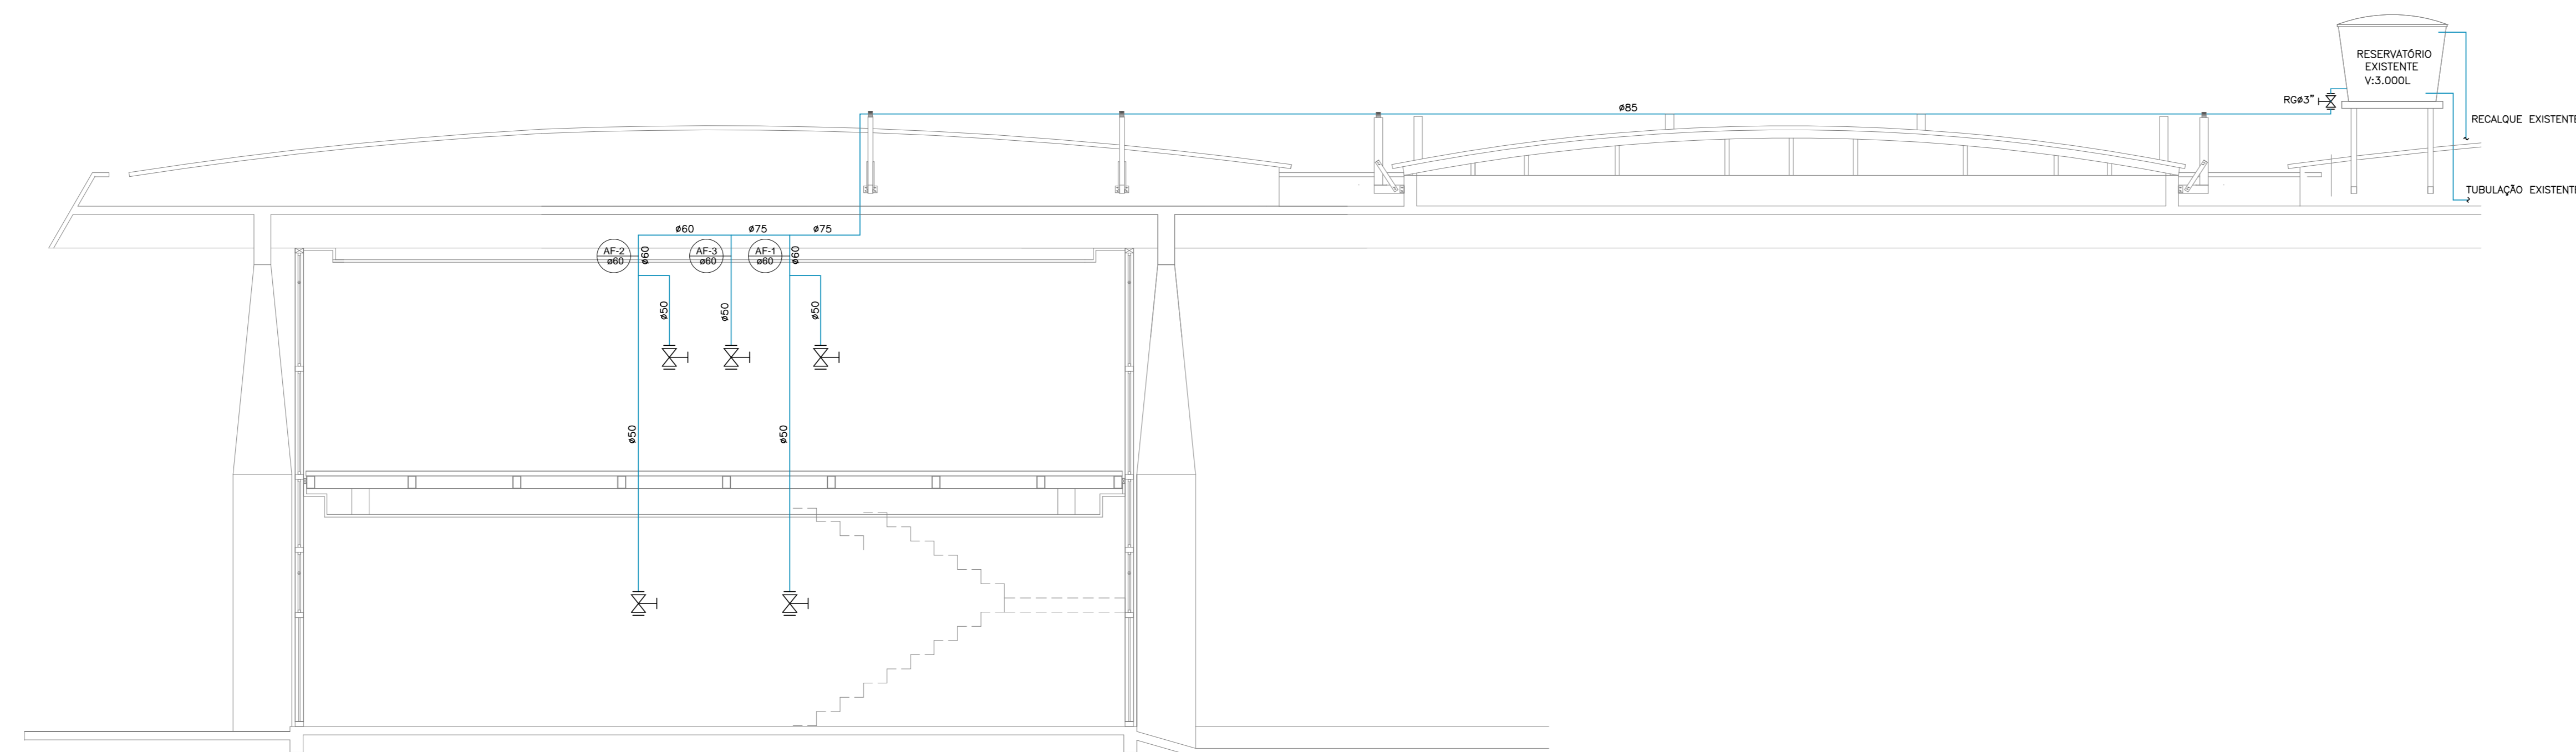 RESERVATÓRIO
EXISTENTE
V:3.000L
RGø3"
ø85
RECALQUE EXISTENTE
TUBULAÇÃO EXISTENTE
ø60
ø75
ø75
AF-2
ø60
ø60
AF-3
ø60
AF-1
ø60
ø60
ø50
ø50
ø50
ø50
ø50